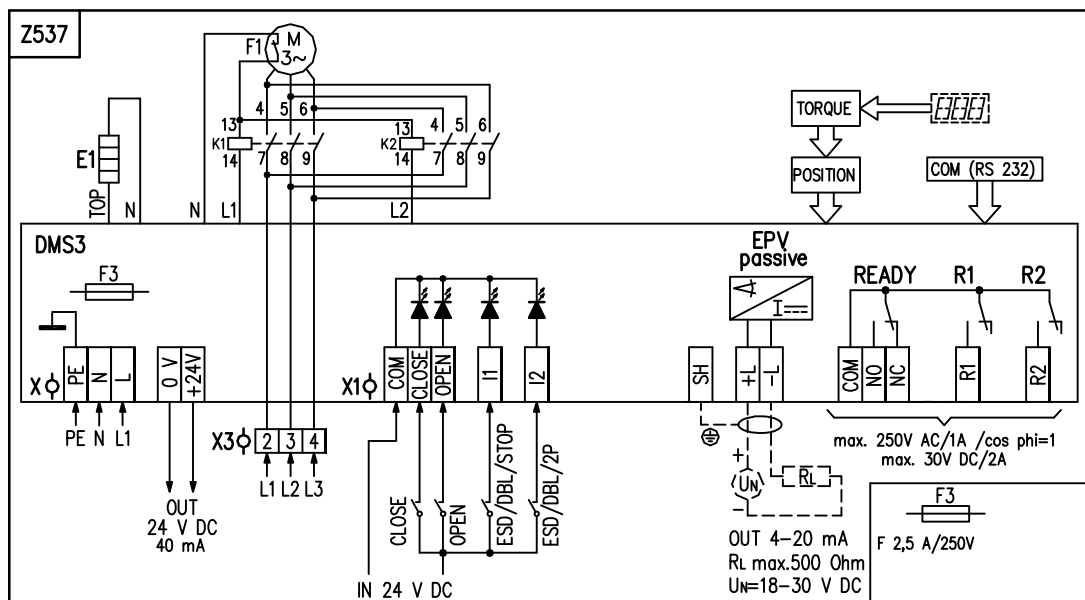 Z537
F1
M
3~
4 5 6
13
K1
14
7 8 9
13
K2
14
4 5 6
7 8 9
E1
TOP
N
N
L1
L2
TORQUE
POSITION
COM (RS 232)
DMS3
F3
EPV
passive
I
READY
R1
R2
X
PE
N
L
0 V
+24V
X1
COM
CLOSE
OPEN
I1
I2
SH
+L
-L
COM
NO
NC
R1
R2
PE N L1
X3
2 3 4
L1 L2 L3
OUT
24 V DC
40 mA
CLOSE
OPEN
ESD/DBL/STOP
ESD/DBL/2P
IN 24 V DC
+
UN
-
RL
OUT 4-20 mA
RL max.500 Ohm
UN=18-30 V DC
max. 250V AC/1A /cos phi=1
max. 30V DC/2A
F3
F 2,5 A/250V